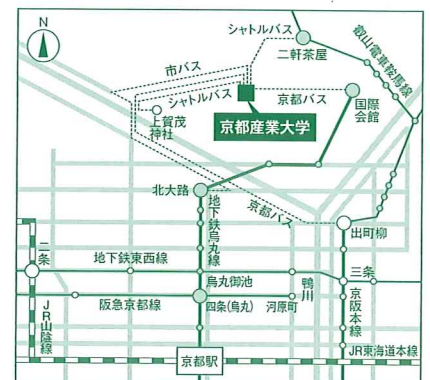 N
シャトルバス
二軒茶屋
叡山電車鞍馬線
市バス
シャトルバス
京都バス
上賀茂
神社
国際
会館
京都産業大学
北大路
京都バス
地下鉄烏丸線
出町柳
二条
地下鉄東西線
烏丸御池
鴨川
三条
JR山陰線
阪急京都線
四条(烏丸)
河原町
京阪本線
京都駅
JR東海道本線